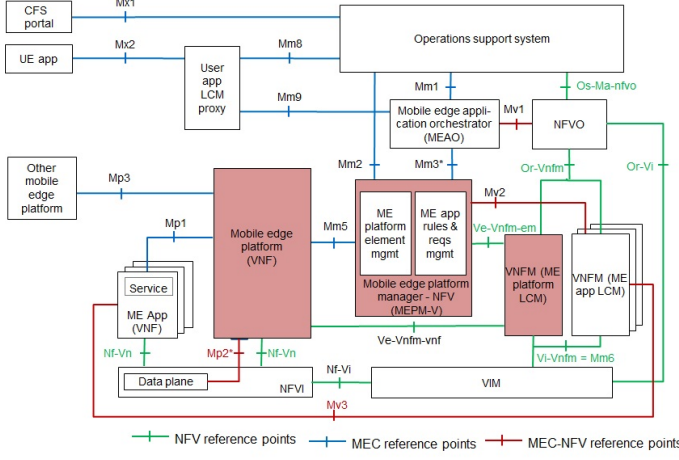 CFS
portal
Mx1
Operations support system
UE app
Mx2
User
app
LCM
proxy
Mm8
Mm9
Mm1
Os-Ma-nfvo
Mobile edge appli-
cation orchestrator
(MEAO)
Mv1
NFVO
Other
mobile
edge
platform
Mp3
Mm2
Mm3*
Or-Vnfm
Or-Vi
Mobile edge
platform
(VNF)
Mm5
ME
platform
element
mgmt
ME app
rules &
reqs
mgmt
Mobile edge platform
manager - NFV
(MEPM-V)
Mv2
Ve-Vnfm-em
VNFM (ME
platform
LCM)
VNFM (ME
app LCM)
Mp1
Service
ME App
(VNF)
Nf-Vn
Mp2*
Nf-Vn
Ve-Vnfm-vnf
Vi-Vnfm = Mm6
Data plane
NFVI
Nf-Vi
VIM
Mv3
NFV reference points
MEC reference points
MEC-NFV reference points